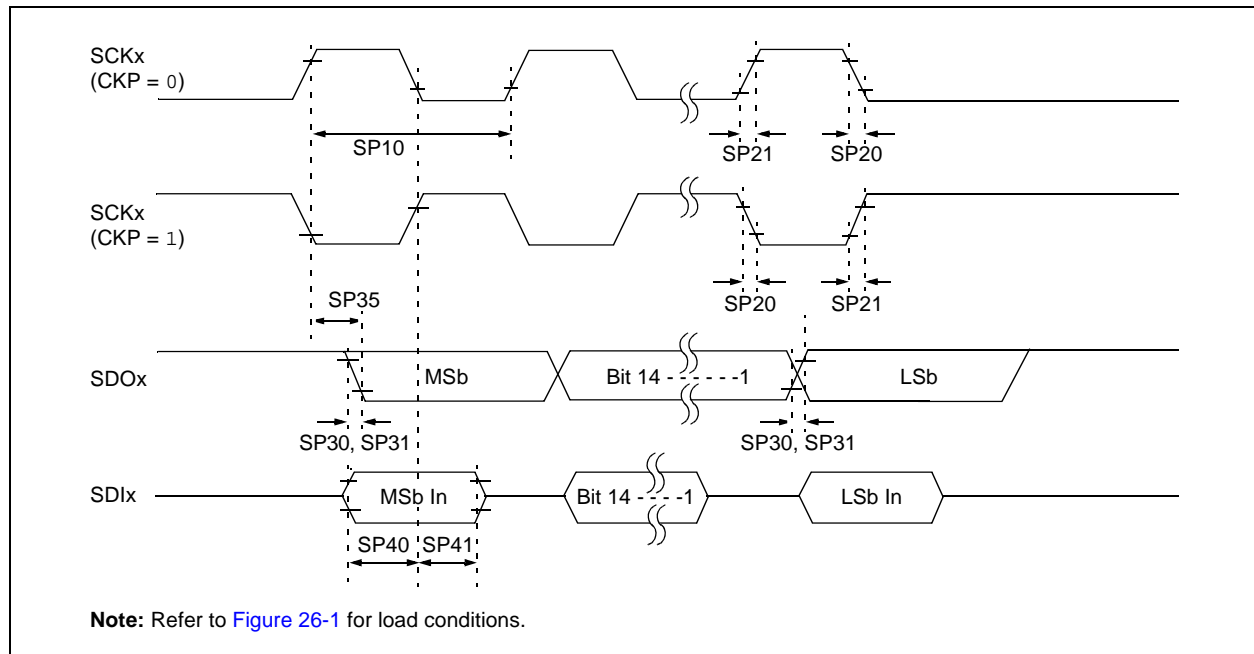 SCKx
(CKP = 0)
SP10
SP21
SP20
SCKx
(CKP = 1)
SP20
SP21
SP35
SDOx
MSb
Bit 14 - - - - - - -1
LSb
SP30, SP31
SP30, SP31
SDIx
MSb In
Bit 14 - - - - -1
LSb In
SP40
SP41
Note: Refer to Figure 26-1 for load conditions.